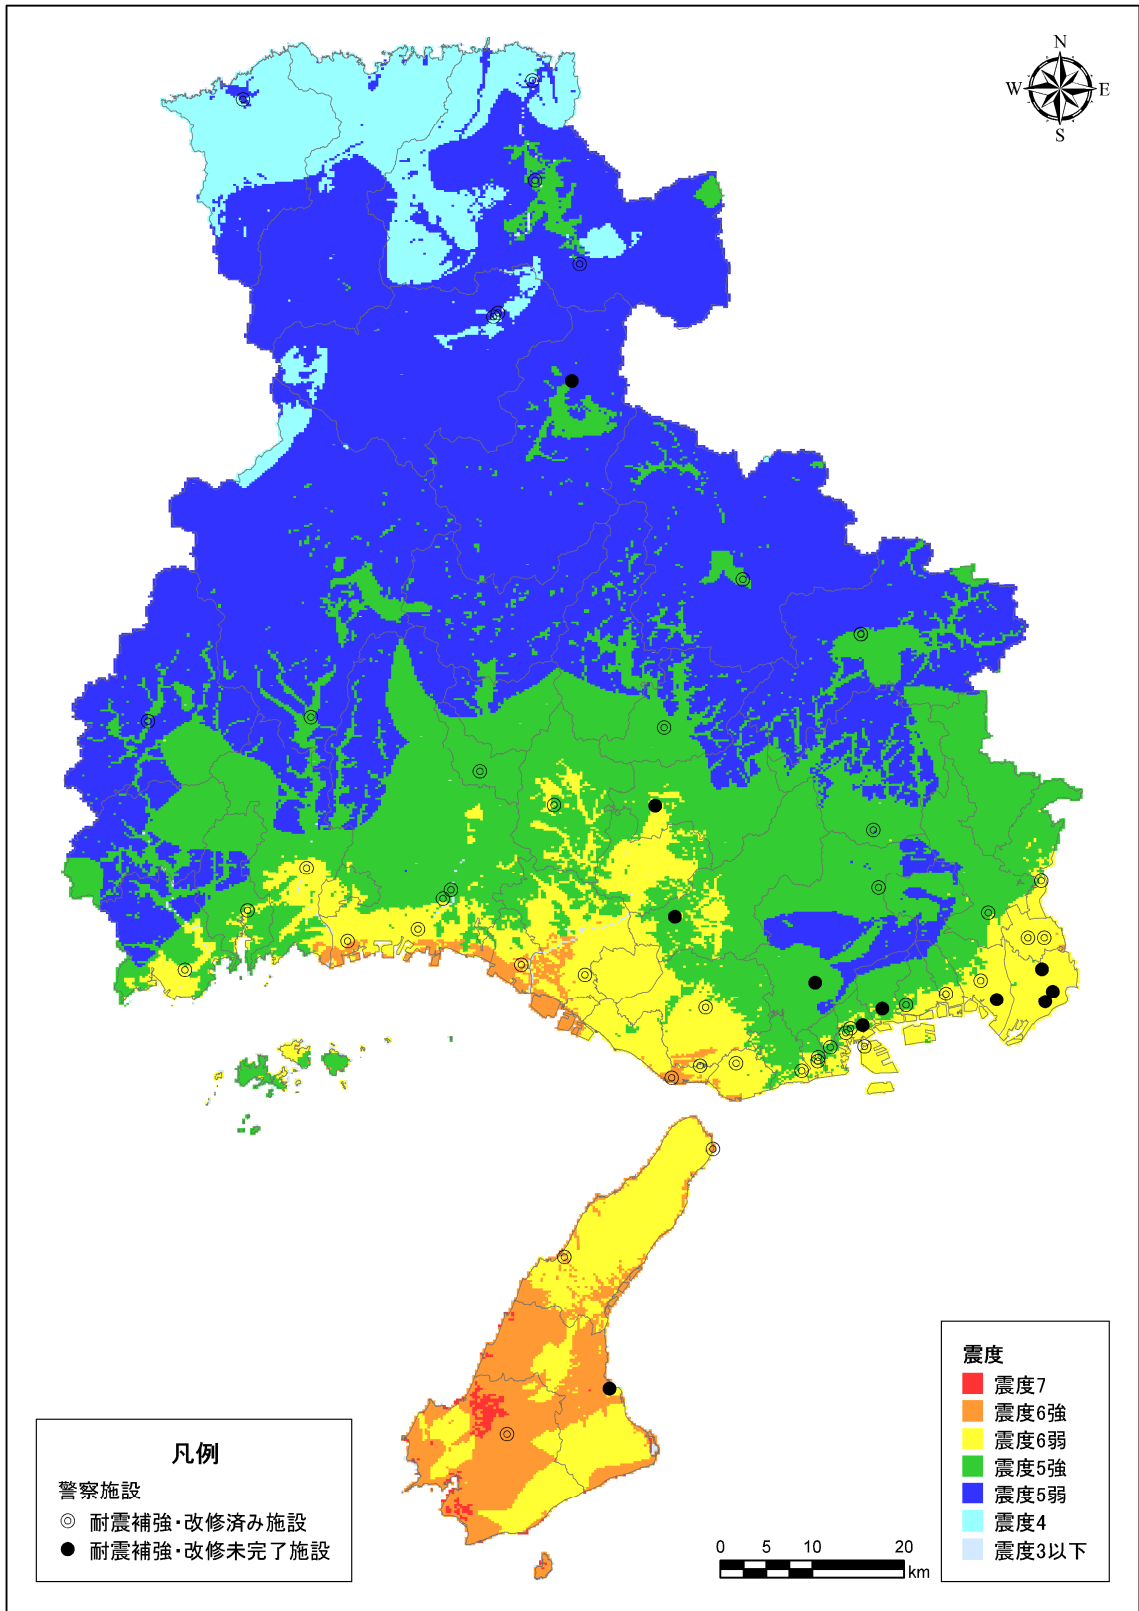 N
W E
S
凡例
警察施設
耐震補強・改修済み施設
耐震補強・改修未完了施設
震度
震度7
震度6強
震度6弱
震度5強
震度5弱
震度4
震度3以下
0 5 10 20
km